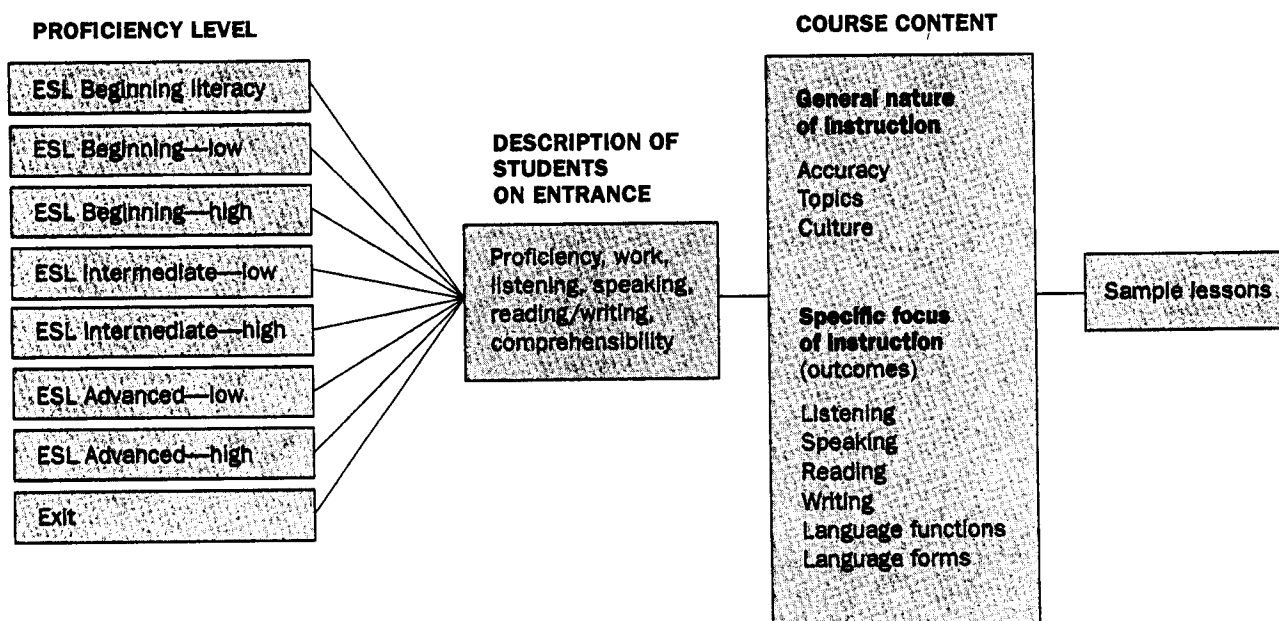 PROFICIENCY LEVEL
ESL Beginning literacy
ESL Beginning—low
ESL Beginning—high
ESL Intermediate—low
ESL Intermediate—high
ESL Advanced—low
ESL Advanced—high
Exit
DESCRIPTION OF
STUDENTS
ON ENTRANCE
Proficiency, work,
listening, speaking,
reading/writing,
comprehensibility
COURSE CONTENT
General nature
of instruction
Accuracy
Topics
Culture
Specific focus
of instruction
(outcomes)
Listening
Speaking
Reading
Writing
Language functions
Language forms
Sample lessons